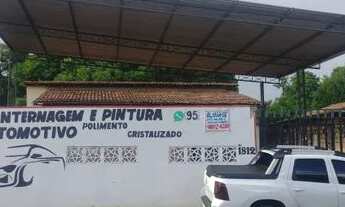 NTERNAGEM E PINTURA
TOMOTIVO
POLIMENTO
CRISTALIZADO
95
1812